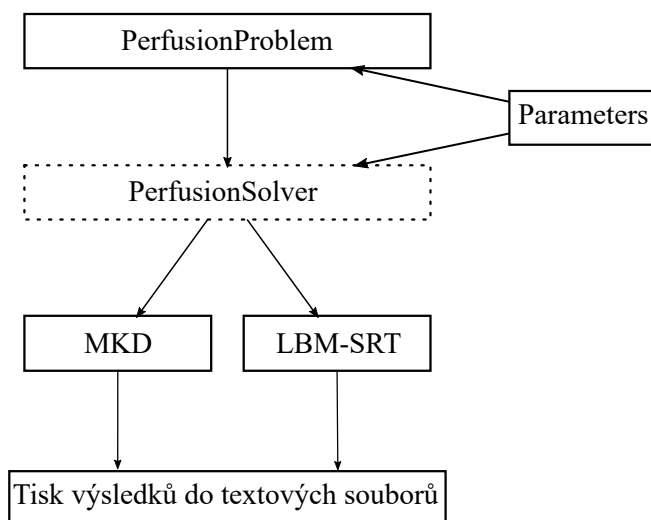 PerfusionProblem
Parameters
PerfusionSolver
MKD
LBM-SRT
Tisk výsledků do textových souborů